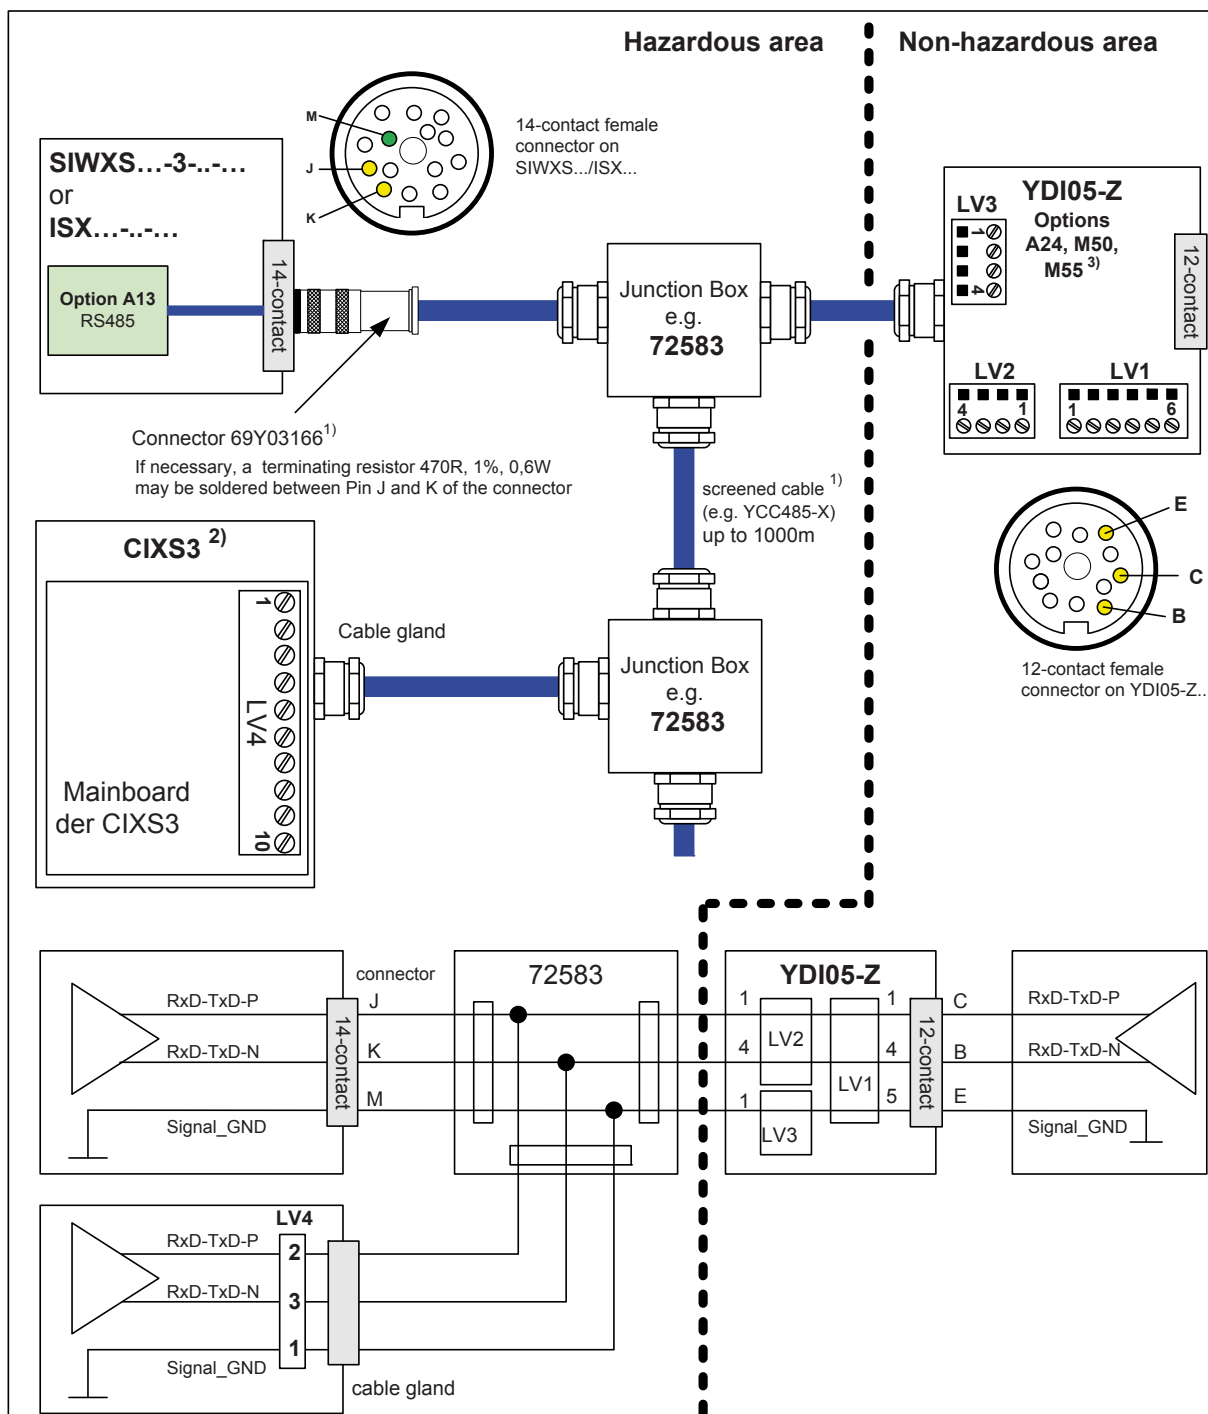 Hazardous area
Non-hazardous area
M
J
K
14-contact female
connector on
SIWXS.../ISX...
SIWXS...-3-..-...
or
ISX...-..-...
Option A13
RS485
14-contact
Junction Box
e.g.
72583
YDI05-Z
Options
A24, M50,
M55 3)
LV3
1
4
12-contact
LV2
4
1
LV1
1
6
Connector 69Y03166 1)
If necessary, a terminating resistor 470R, 1%, 0,6W
may be soldered between Pin J and K of the connector
screened cable 1)
(e.g. YCC485-X)
up to 1000m
E
C
B
12-contact female
connector on YDI05-Z..
CIXS3 2)
1
LV4
10
Mainboard
der CIXS3
Cable gland
Junction Box
e.g.
72583
RxD-TxD-P
RxD-TxD-N
Signal_GND
14-contact
connector
J
K
M
72583
YDI05-Z
1
4
1
LV2
LV3
LV1
1
4
5
12-contact
C
B
E
RxD-TxD-P
RxD-TxD-N
Signal_GND
LV4
RxD-TxD-P
2
RxD-TxD-N
3
1
Signal_GND
cable gland